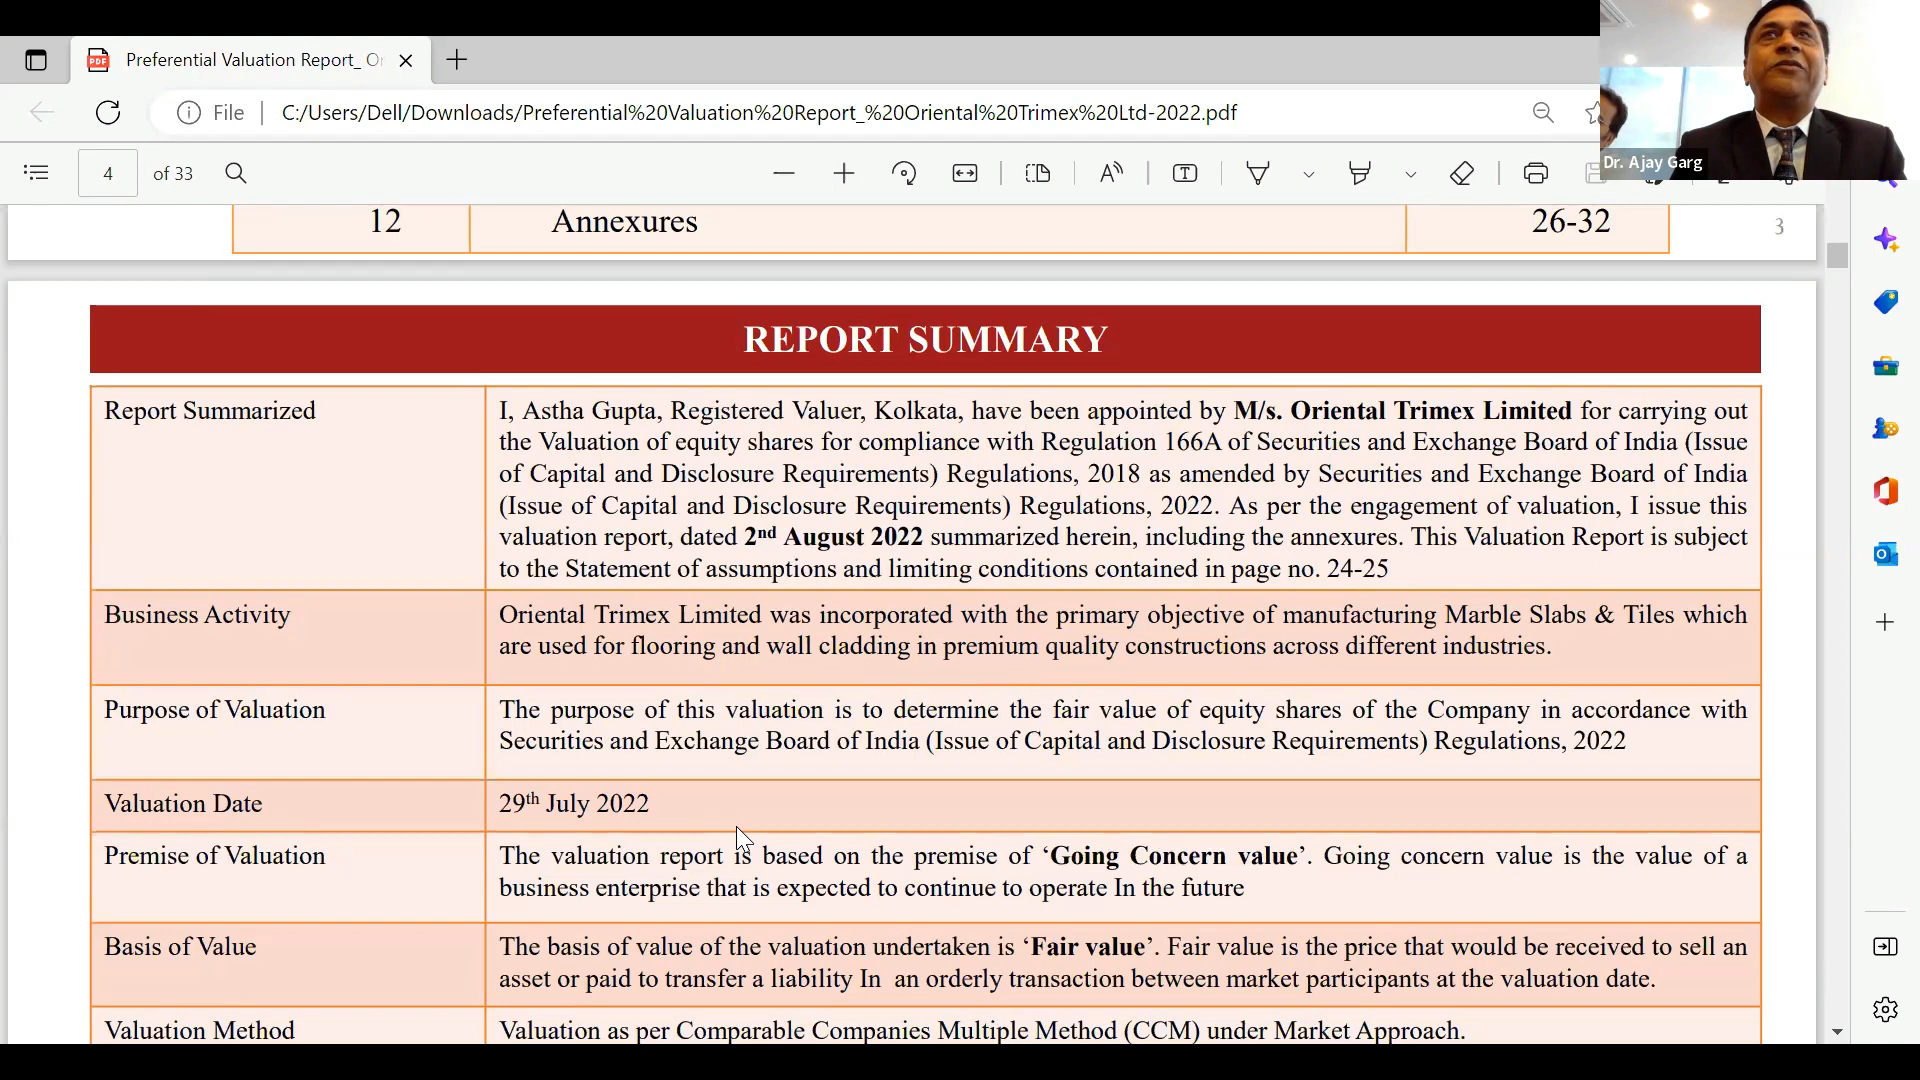 Preferential Valuation Report_ Or
File
C:/Users/Dell/Downloads/Preferential%20Valuation%20Report_%20Oriental%20Trimex%20Ltd-2022.pdf
Dr. Ajay Garg
4 of 33
12 Annexures 26-32
3
REPORT SUMMARY
Report Summarized
I, Astha Gupta, Registered Valuer, Kolkata, have been appointed by M/s. Oriental Trimex Limited for carrying out
the Valuation of equity shares for compliance with Regulation 166A of Securities and Exchange Board of India (Issue
of Capital and Disclosure Requirements) Regulations, 2018 as amended by Securities and Exchange Board of India
(Issue of Capital and Disclosure Requirements) Regulations, 2022. As per the engagement of valuation, I issue this
valuation report, dated 2nd August 2022 summarized herein, including the annexures. This Valuation Report is subject
to the Statement of assumptions and limiting conditions contained in page no. 24-25
Business Activity
Oriental Trimex Limited was incorporated with the primary objective of manufacturing Marble Slabs & Tiles which
are used for flooring and wall cladding in premium quality constructions across different industries.
Purpose of Valuation
The purpose of this valuation is to determine the fair value of equity shares of the Company in accordance with
Securities and Exchange Board of India (Issue of Capital and Disclosure Requirements) Regulations, 2022
Valuation Date
29th July 2022
Premise of Valuation
The valuation report is based on the premise of ‘Going Concern value’. Going concern value is the value of a
business enterprise that is expected to continue to operate In the future
Basis of Value
The basis of value of the valuation undertaken is ‘Fair value’. Fair value is the price that would be received to sell an
asset or paid to transfer a liability In an orderly transaction between market participants at the valuation date.
Valuation Method
Valuation as per Comparable Companies Multiple Method (CCM) under Market Approach.